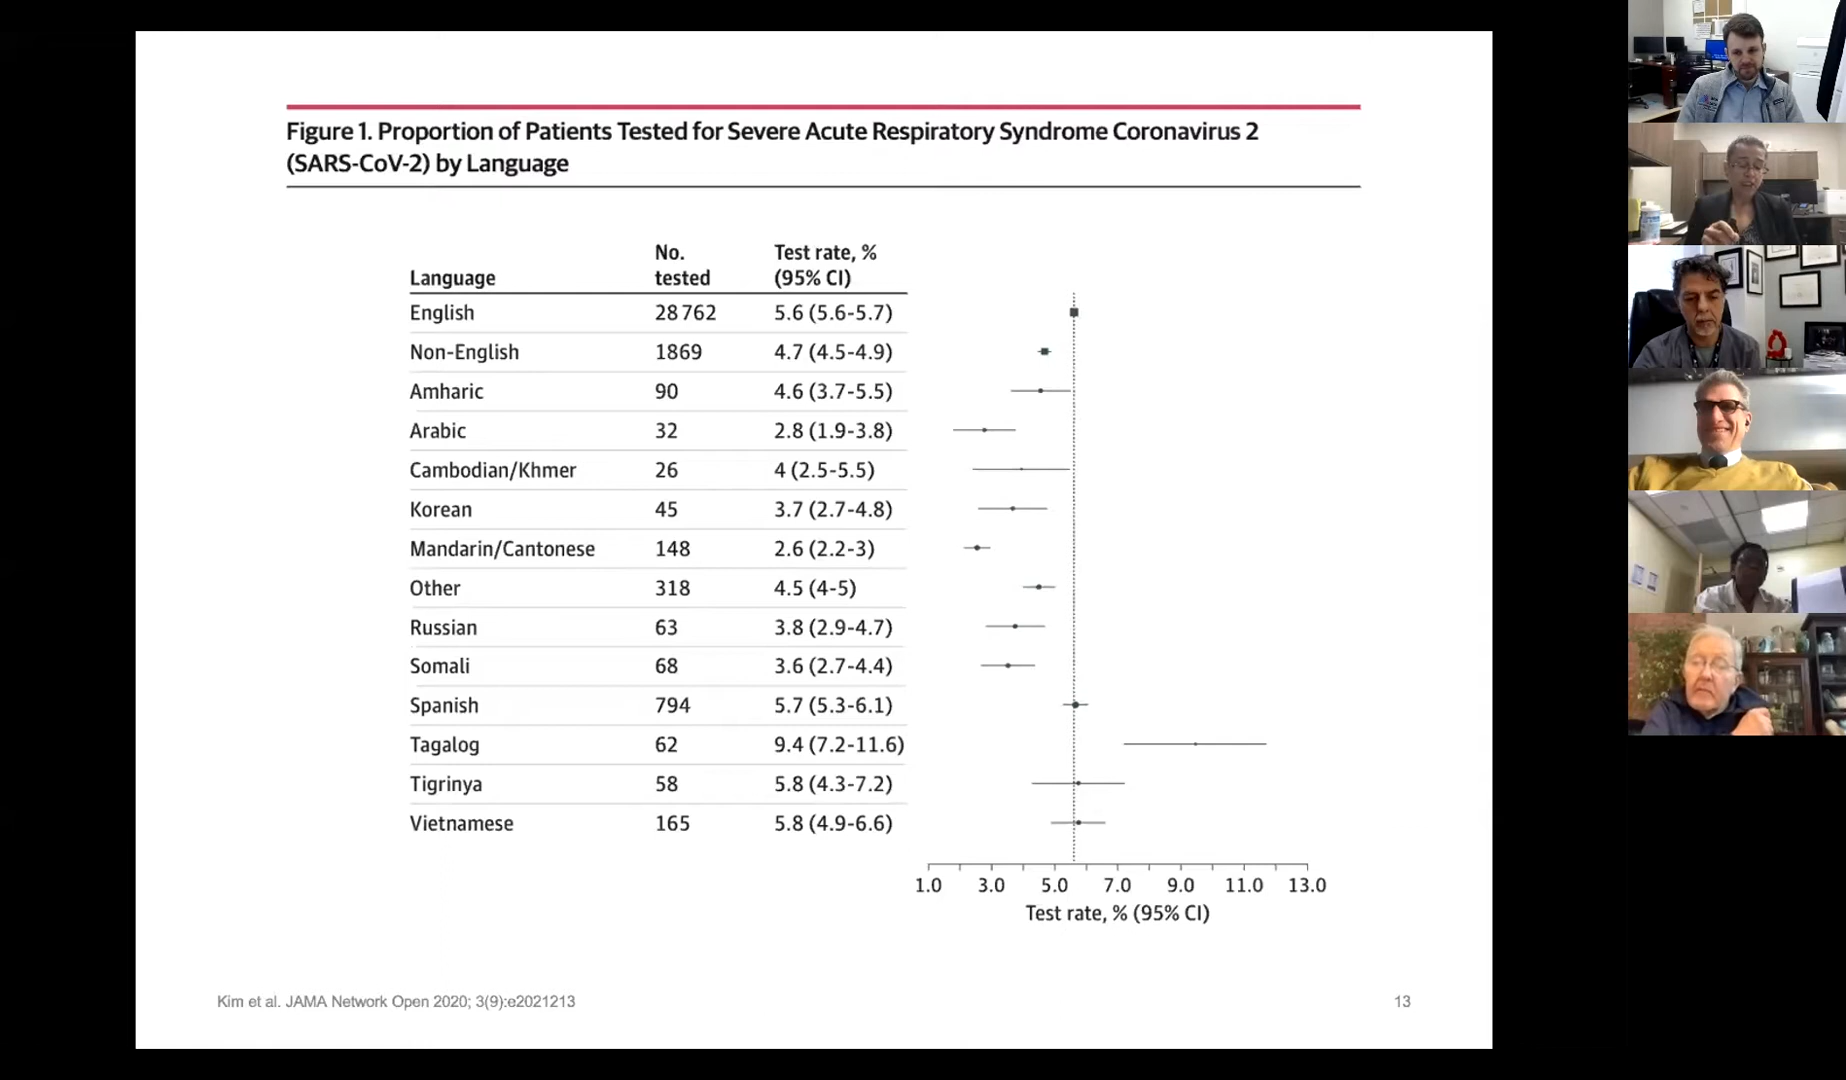 Figure 1. Proportion of Patients Tested for Severe Acute Respiratory Syndrome Coronavirus 2
(SARS-CoV-2) by Language
No. Test rate, %
Language tested (95% CI)
English 28 762 5.6 (5.6-5.7)
Non-English 1869 4.7 (4.5-4.9)
Amharic 90 4.6 (3.7-5.5)
Arabic 32 2.8 (1.9-3.8)
Cambodian/Khmer 26 4 (2.5-5.5)
Korean 45 3.7 (2.7-4.8)
Mandarin/Cantonese 148 2.6 (2.2-3)
Other 318 4.5 (4-5)
Russian 63 3.8 (2.9-4.7)
Somali 68 3.6 (2.7-4.4)
Spanish 794 5.7 (5.3-6.1)
Tagalog 62 9.4 (7.2-11.6)
Tigrinya 58 5.8 (4.3-7.2)
Vietnamese 165 5.8 (4.9-6.6)
1.0 3.0 5.0 7.0 9.0 11.0 13.0
Test rate, % (95% CI)
Kim et al. JAMA Network Open 2020; 3(9):e2021213
13